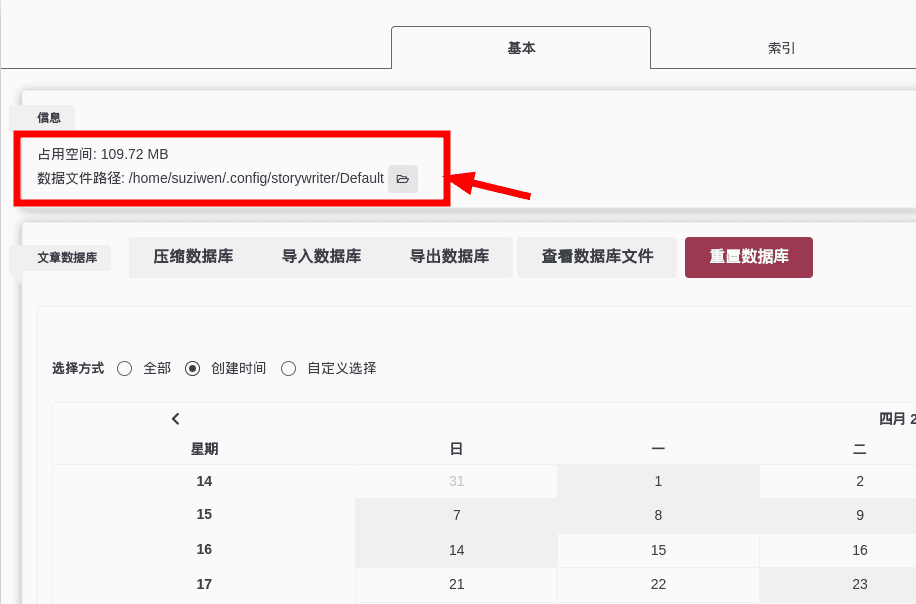 基本 索引
信息
占用空间: 109.72 MB
数据文件路径: /home/suziwen/.config/storywriter/Default
文章数据库 压缩数据库 导入数据库 导出数据库 查看数据库文件 重置数据库
选择方式 全部 创建时间 自定义选择
四月 2
星期 日 一 二
14 31 1 2
15 7 8 9
16 14 15 16
17 21 22 23